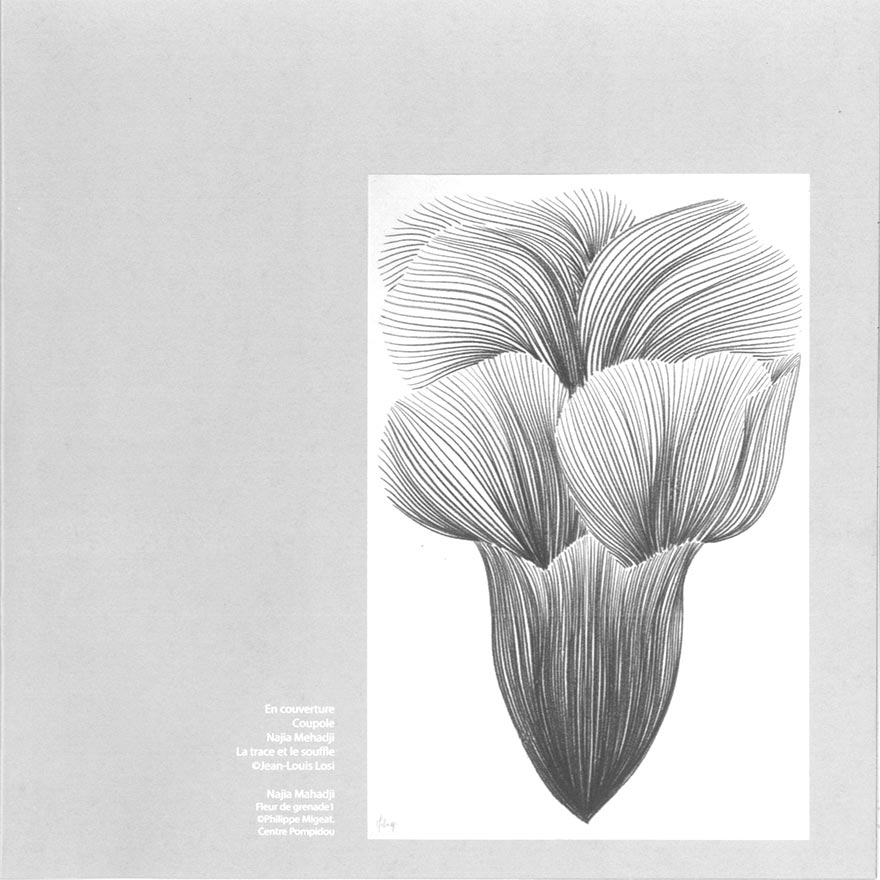 En couverture
Coupole
Najia Mehadji
La trace et le souffle
©Jean-Louis Losi
Najia Mahadji
Fleur de grenade1
©Philippe Migeat.
Centre Pompidou